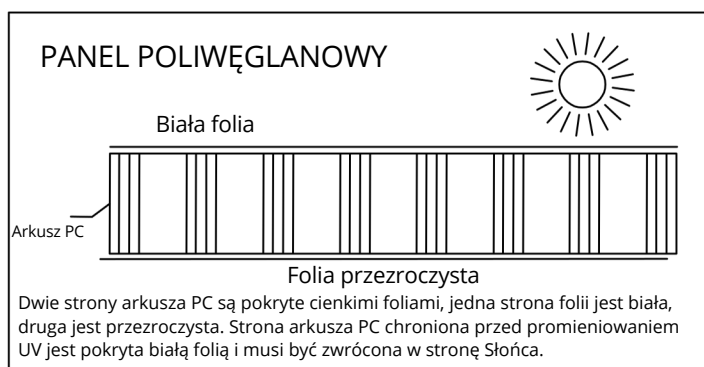 PANEL POLIWĘGLANOWY
Biała folia
Arkusz PC
Folia przezroczysta
Dwie strony arkusza PC są pokryte cienkimi foliami, jedna strona folii jest biała,
druga jest przezroczysta. Strona arkusza PC chroniona przed promieniowaniem
UV jest pokryta białą folią i musi być zwrócona w stronę Słońca.